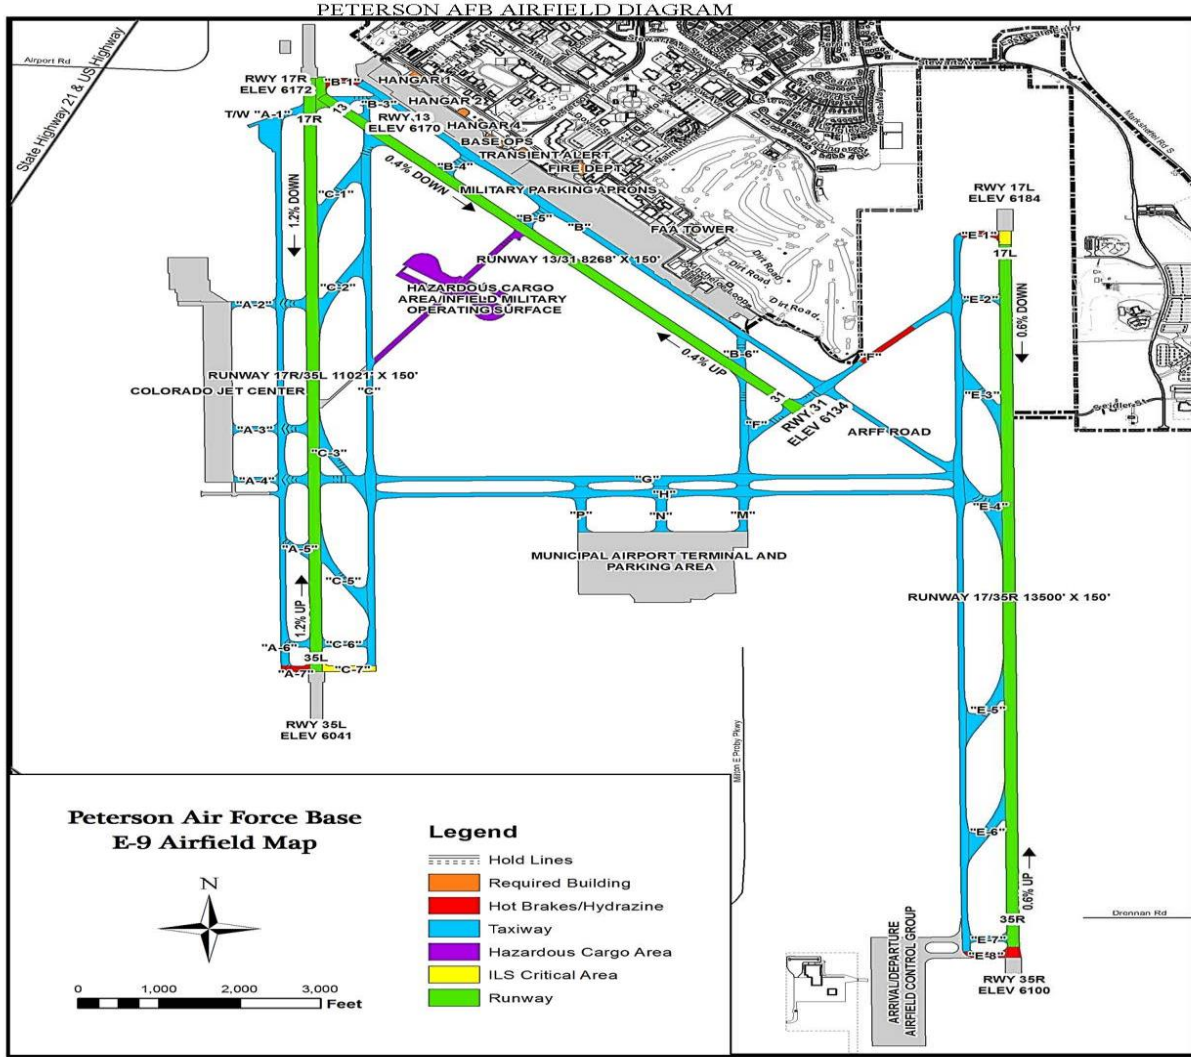 PETERSON AFB AIRFIELD DIAGRAM
State Highway 21 & US Highway
Airport Rd
RWY 17R
ELEV 6172
"B-1"
HANGAR 1
HANGAR 2
"B-3"
T/W "A-1"
17R
13
RWY 13
ELEV 6170
HANGAR 4
BASE OPS
TRANSIENT ALERT
FIRE DEPT
"B-4"
MILITARY PARKING APRONS
0.4% DOWN
1.2% DOWN
"C-1"
"B-5"
"B"
FAA TOWER
RUNWAY 13/31 8268' X 150'
HAZARDOUS CARGO
AREA/INFIELD MILITARY
OPERATING SURFACE
Dirt Road
Dirt Road
Dirt Road
Marksheffel Rd S
RWY 17L
ELEV 6184
"E-1"
17L
"E-2"
0.6% DOWN
"C-2"
"A-2"
0.4% UP
"B-6"
"F"
RUNWAY 17R/35L 11021' X 150'
COLORADO JET CENTER
"C"
31
RWY 31
ELEV 6134
"F"
ARFF ROAD
"E-3"
Seidler St
"A-3"
"C-3"
"A-4"
"G"
"H"
"E-4"
"P"
"N"
"M"
"A-5"
"C-5"
MUNICIPAL AIRPORT TERMINAL AND
PARKING AREA
RUNWAY 17/35R 13500' X 150'
1.2% UP
"A-6"
"C-6"
35L
"A-7"
"C-7"
RWY 35L
ELEV 6041
"E-5"
Milton E Proby Pkwy
"E-6"
0.6% UP
35R
Drennan Rd
"E-7"
"E-8"
RWY 35R
ELEV 6100
ARRIVAL/DEPARTURE
AIRFIELD CONTROL GROUP
Peterson Air Force Base
E-9 Airfield Map
N
0 1,000 2,000 3,000
Feet
Legend
Hold Lines
Required Building
Hot Brakes/Hydrazine
Taxiway
Hazardous Cargo Area
ILS Critical Area
Runway